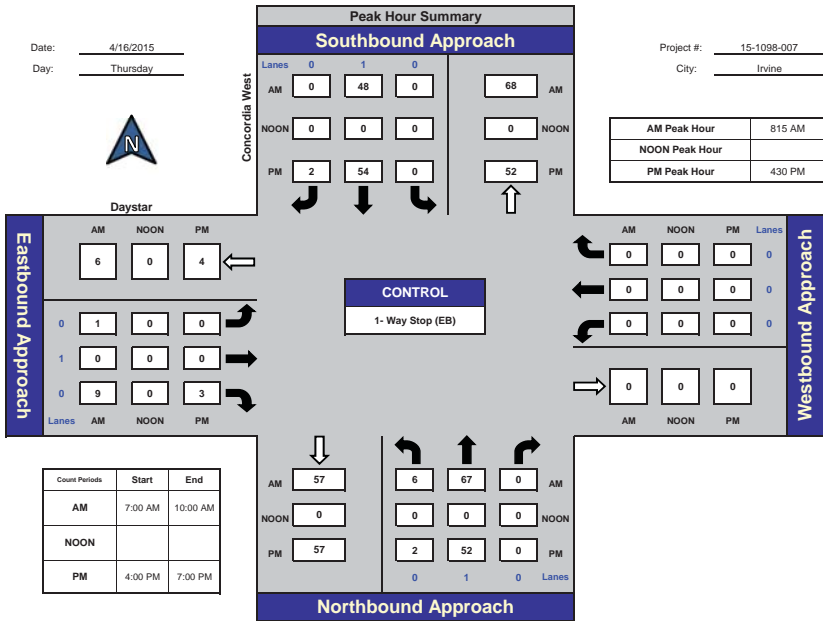 Peak Hour Summary
Southbound Approach
Date: 4/16/2015
Day: Thursday
Project #: 15-1098-007
City: Irvine
N
Concordia West
Lanes 0 1 0
AM 0 48 0 68 AM
NOON 0 0 0 0 NOON
PM 2 54 0 52 PM
AM Peak Hour 815 AM
NOON Peak Hour
PM Peak Hour 430 PM
Daystar
Eastbound Approach
AM NOON PM
6 0 4
0 1 0 0
1 0 0 0
0 9 0 3
Lanes AM NOON PM
CONTROL
1- Way Stop (EB)
Westbound Approach
AM NOON PM Lanes
0 0 0 0
0 0 0 0
0 0 0 0
0 0 0
AM NOON PM
Count Periods Start End
AM 7:00 AM 10:00 AM
NOON
PM 4:00 PM 7:00 PM
AM 57 6 67 0 AM
NOON 0 0 0 0 NOON
PM 57 2 52 0 PM
0 1 0 Lanes
Northbound Approach